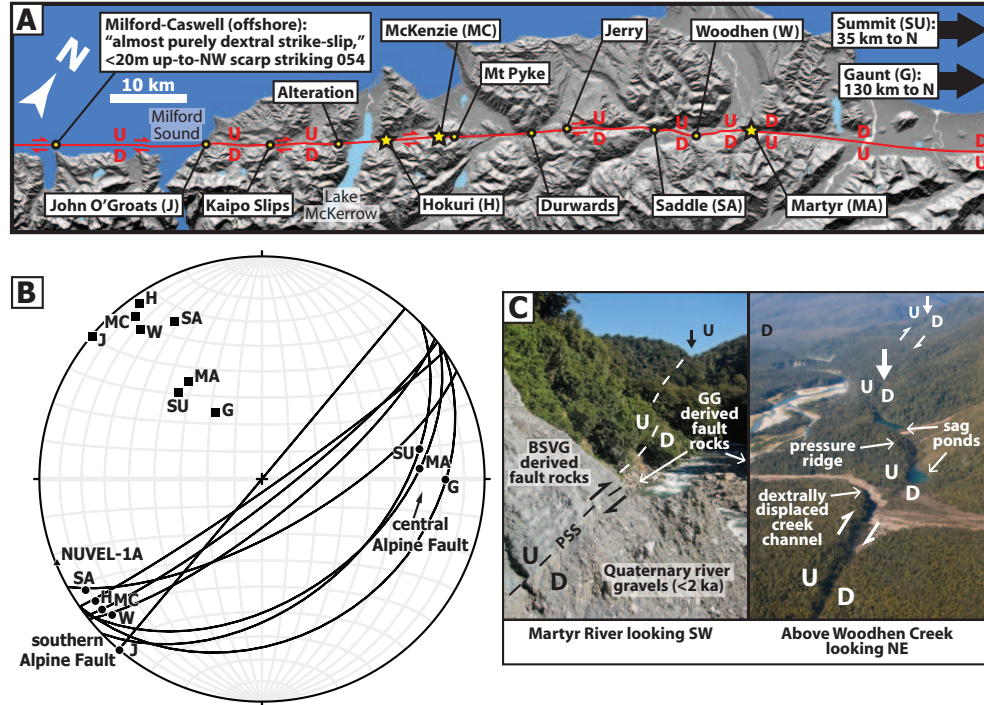 A
N
Milford-Caswell (offshore):
"almost purely dextral strike-slip,"
<20m up-to-NW scarp striking 054
10 km
McKenzie (MC)
Jerry
Woodhen (W)
Summit (SU):
35 km to N
Gaunt (G):
130 km to N
Mt Pyke
Alteration
Milford
Sound
U
D
U
D
U
D
U
D
U
D
D
U
D
U
D
U
John O'Groats (J)
Kaipo Slips
Lake
McKerrow
Hokuri (H)
Durwards
Saddle (SA)
Martyr (MA)
B
H
MC
SA
W
J
MA
SU
G
SU
MA
G
central
Alpine Fault
NUVEL-1A
SA
H
MC
W
J
southern
Alpine Fault
C
U
GG
derived
fault
rocks
U
D
BSVG
derived
fault rocks
PSS
U
D
Quaternary river
gravels (<2 ka)
Martyr River looking SW
D
U
D
U
D
sag
ponds
pressure
ridge
U
D
dextrally
displaced
creek
channel
U
D
Above Woodhen Creek
looking NE